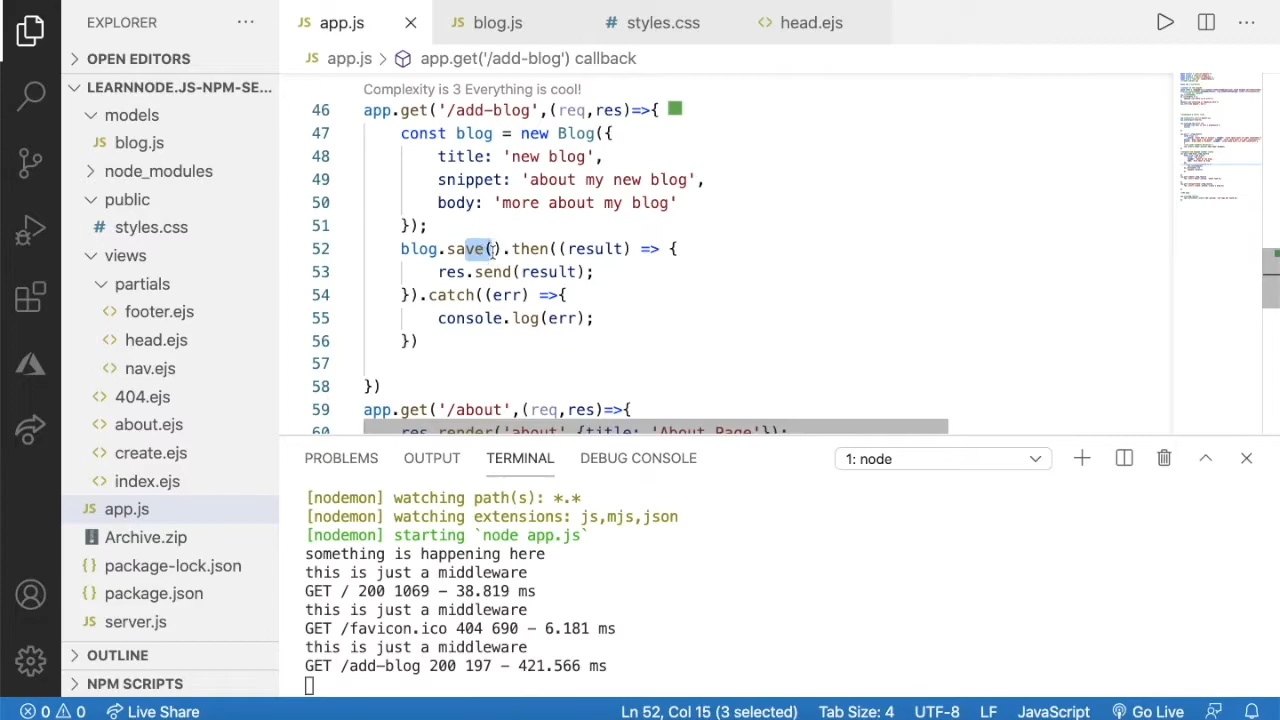 EXPLORER
OPEN EDITORS
LEARNNODE.JS-NPM-SE...
models
blog.js
node_modules
public
styles.css
views
partials
footer.ejs
head.ejs
nav.ejs
404.ejs
about.ejs
create.ejs
index.ejs
app.js
Archive.zip
package-lock.json
package.json
server.js
OUTLINE
NPM SCRIPTS
JS app.js
JS blog.js
# styles.css
<> head.ejs
JS app.js > app.get('/add-blog') callback
Complexity is 3 Everything is cool!
46 app.get('/add-blog',(req,res)=>{
47 const blog = new Blog({
48 title: 'new blog',
49 snippet: 'about my new blog',
50 body: 'more about my blog'
51 });
52 blog.save().then((result) => {
53 res.send(result);
54 }).catch((err) =>{
55 console.log(err);
56 })
57
58 })
59 app.get('/about',(req,res)=>{
60 res.render('about',{title: 'About Page'});
PROBLEMS OUTPUT TERMINAL DEBUG CONSOLE 1: node
[nodemon] watching path(s): *.*
[nodemon] watching extensions: js,mjs,json
[nodemon] starting `node app.js`
something is happening here
this is just a middleware
GET / 200 1069 - 38.819 ms
this is just a middleware
GET /favicon.ico 404 690 - 6.181 ms
this is just a middleware
GET /add-blog 200 197 - 421.566 ms
0 0 Live Share Ln 52, Col 15 (3 selected) Tab Size: 4 UTF-8 LF JavaScript Go Live